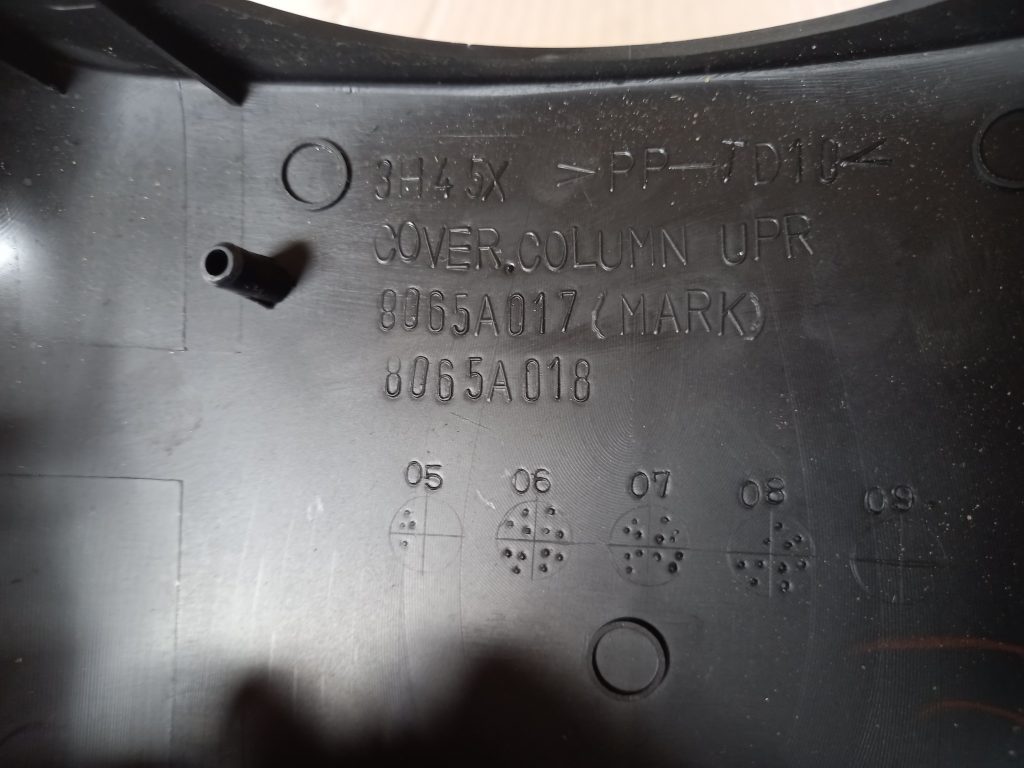 3H45X >PP-TD10<
COVER,COLUMN UPR
8065A017(MARK)
8065A018
05 06 07 08 09